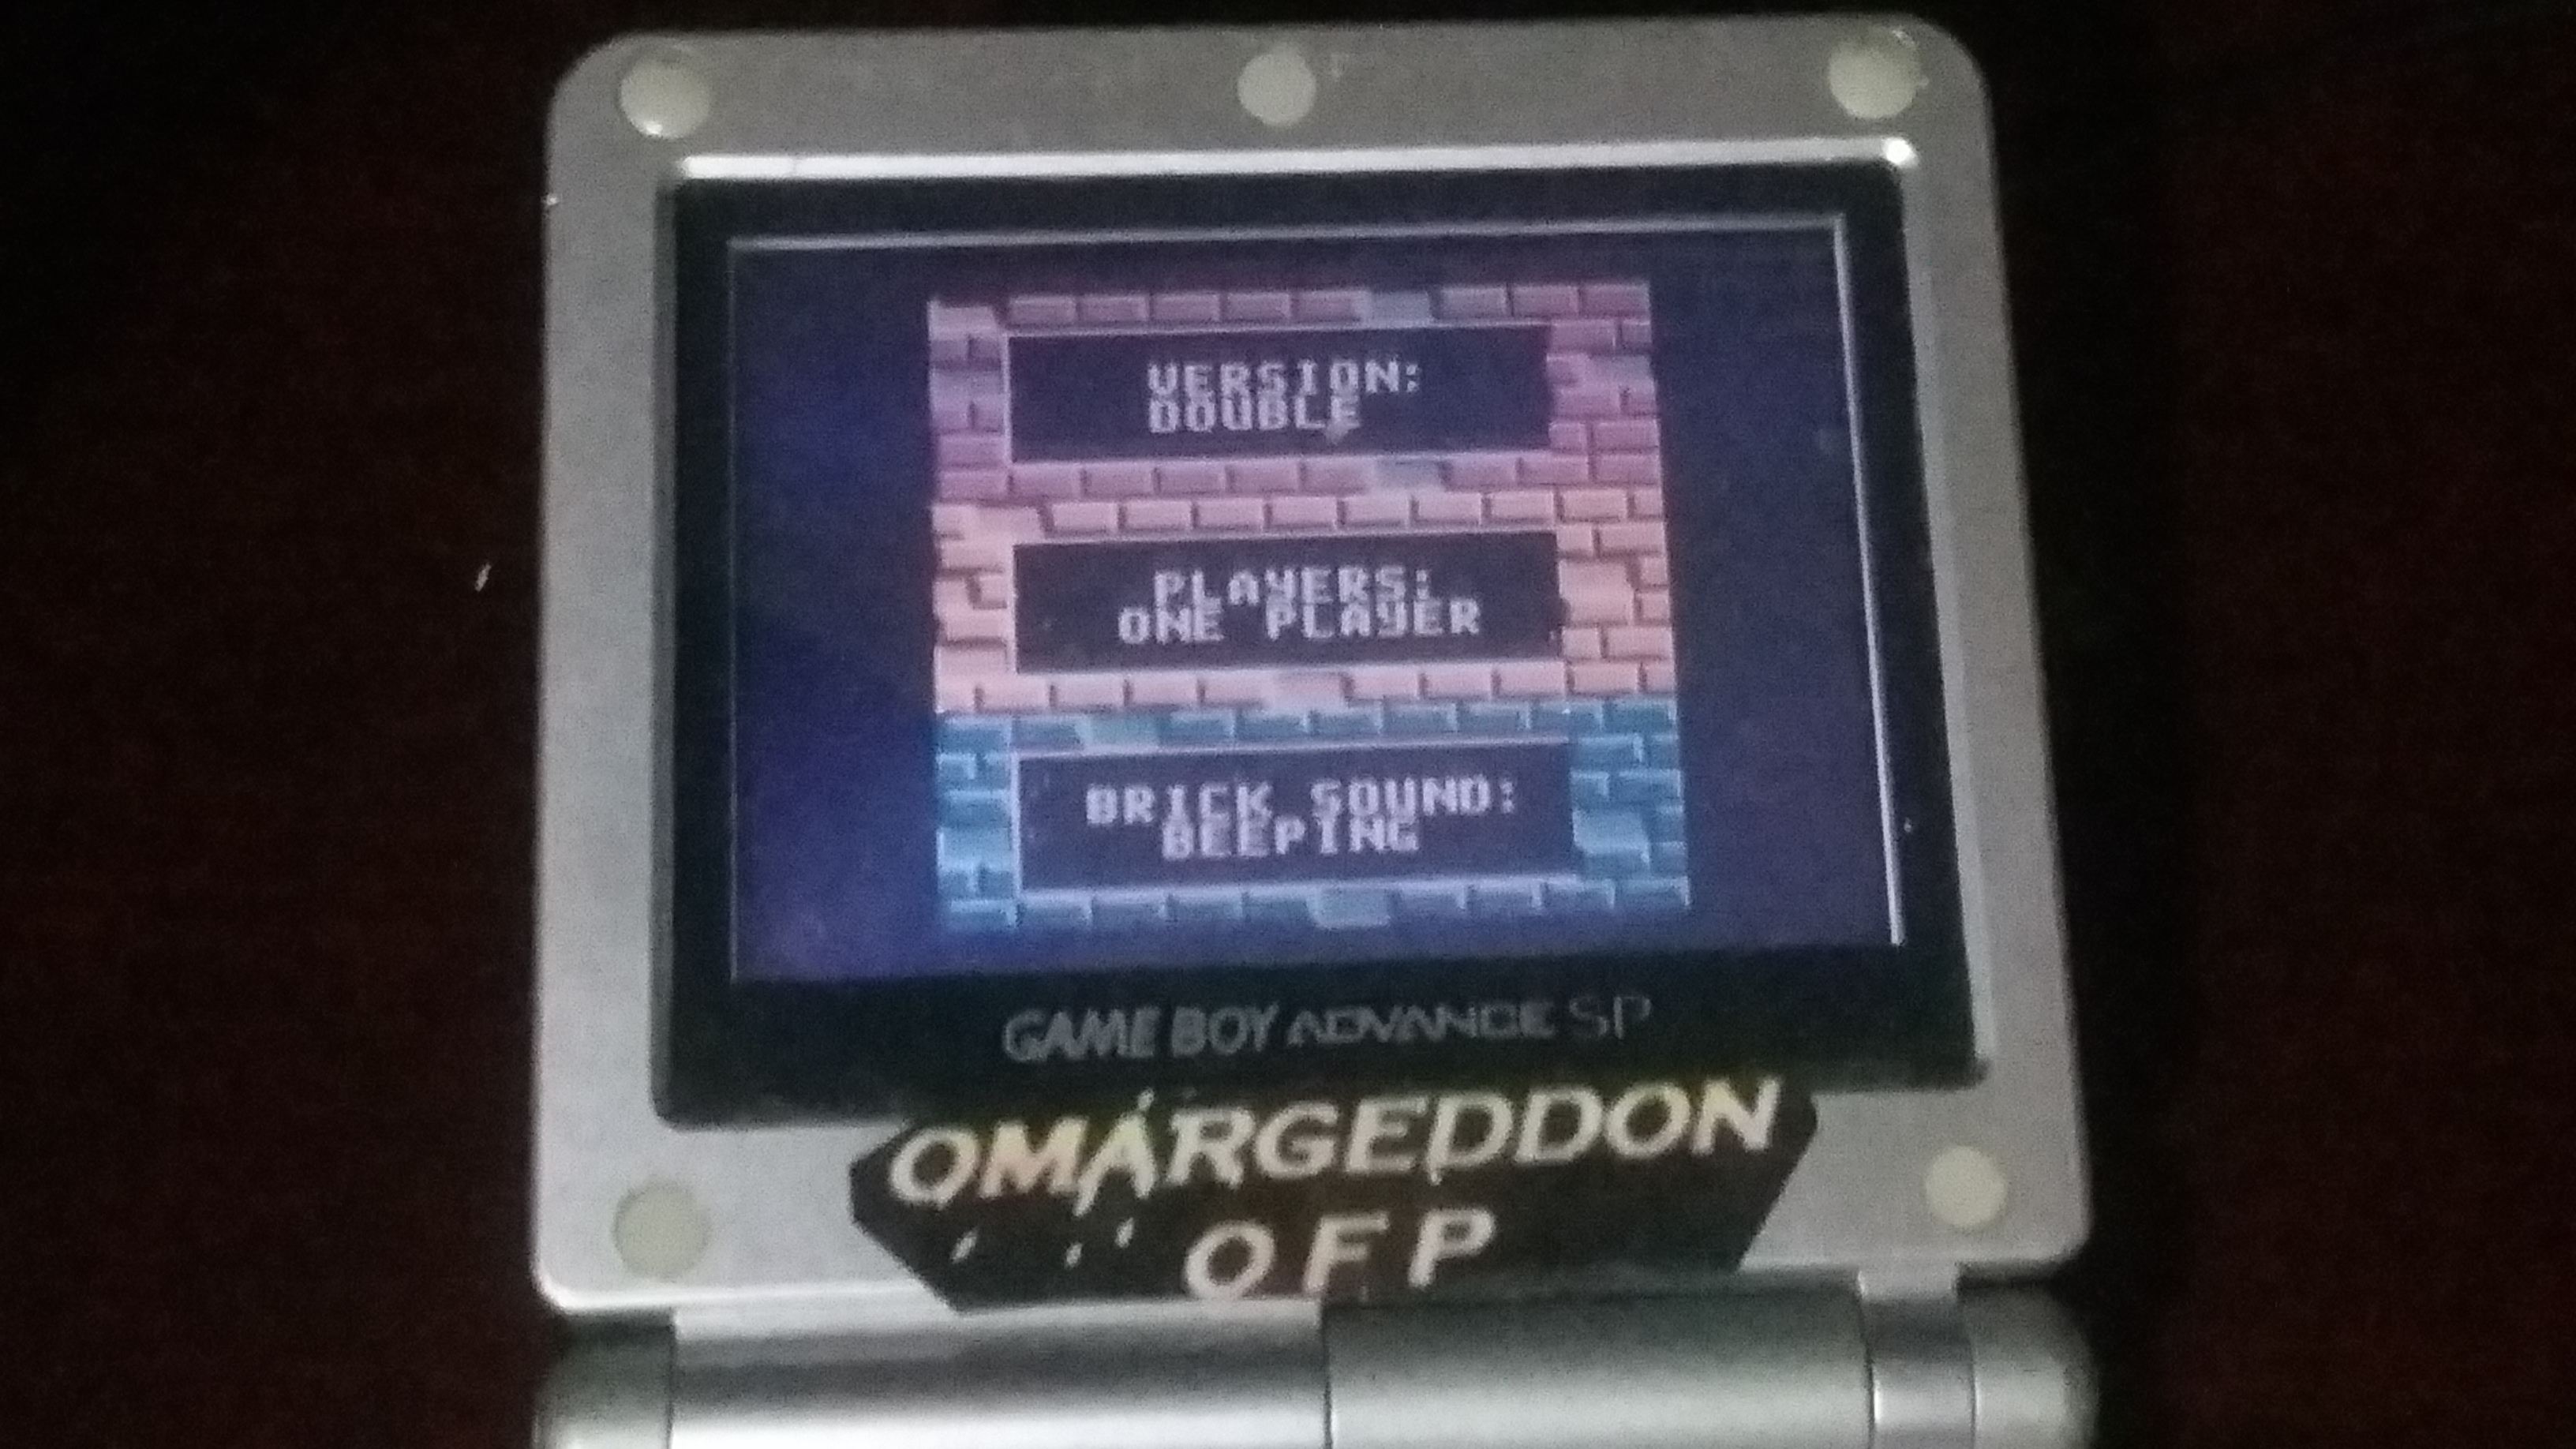 VERSION:
DOUBLE
PLAYERS:
ONE PLAYER
BRICK SOUND:
BEEPING
GAME BOY ADVANCE SP
OMARGEDDON
OFP